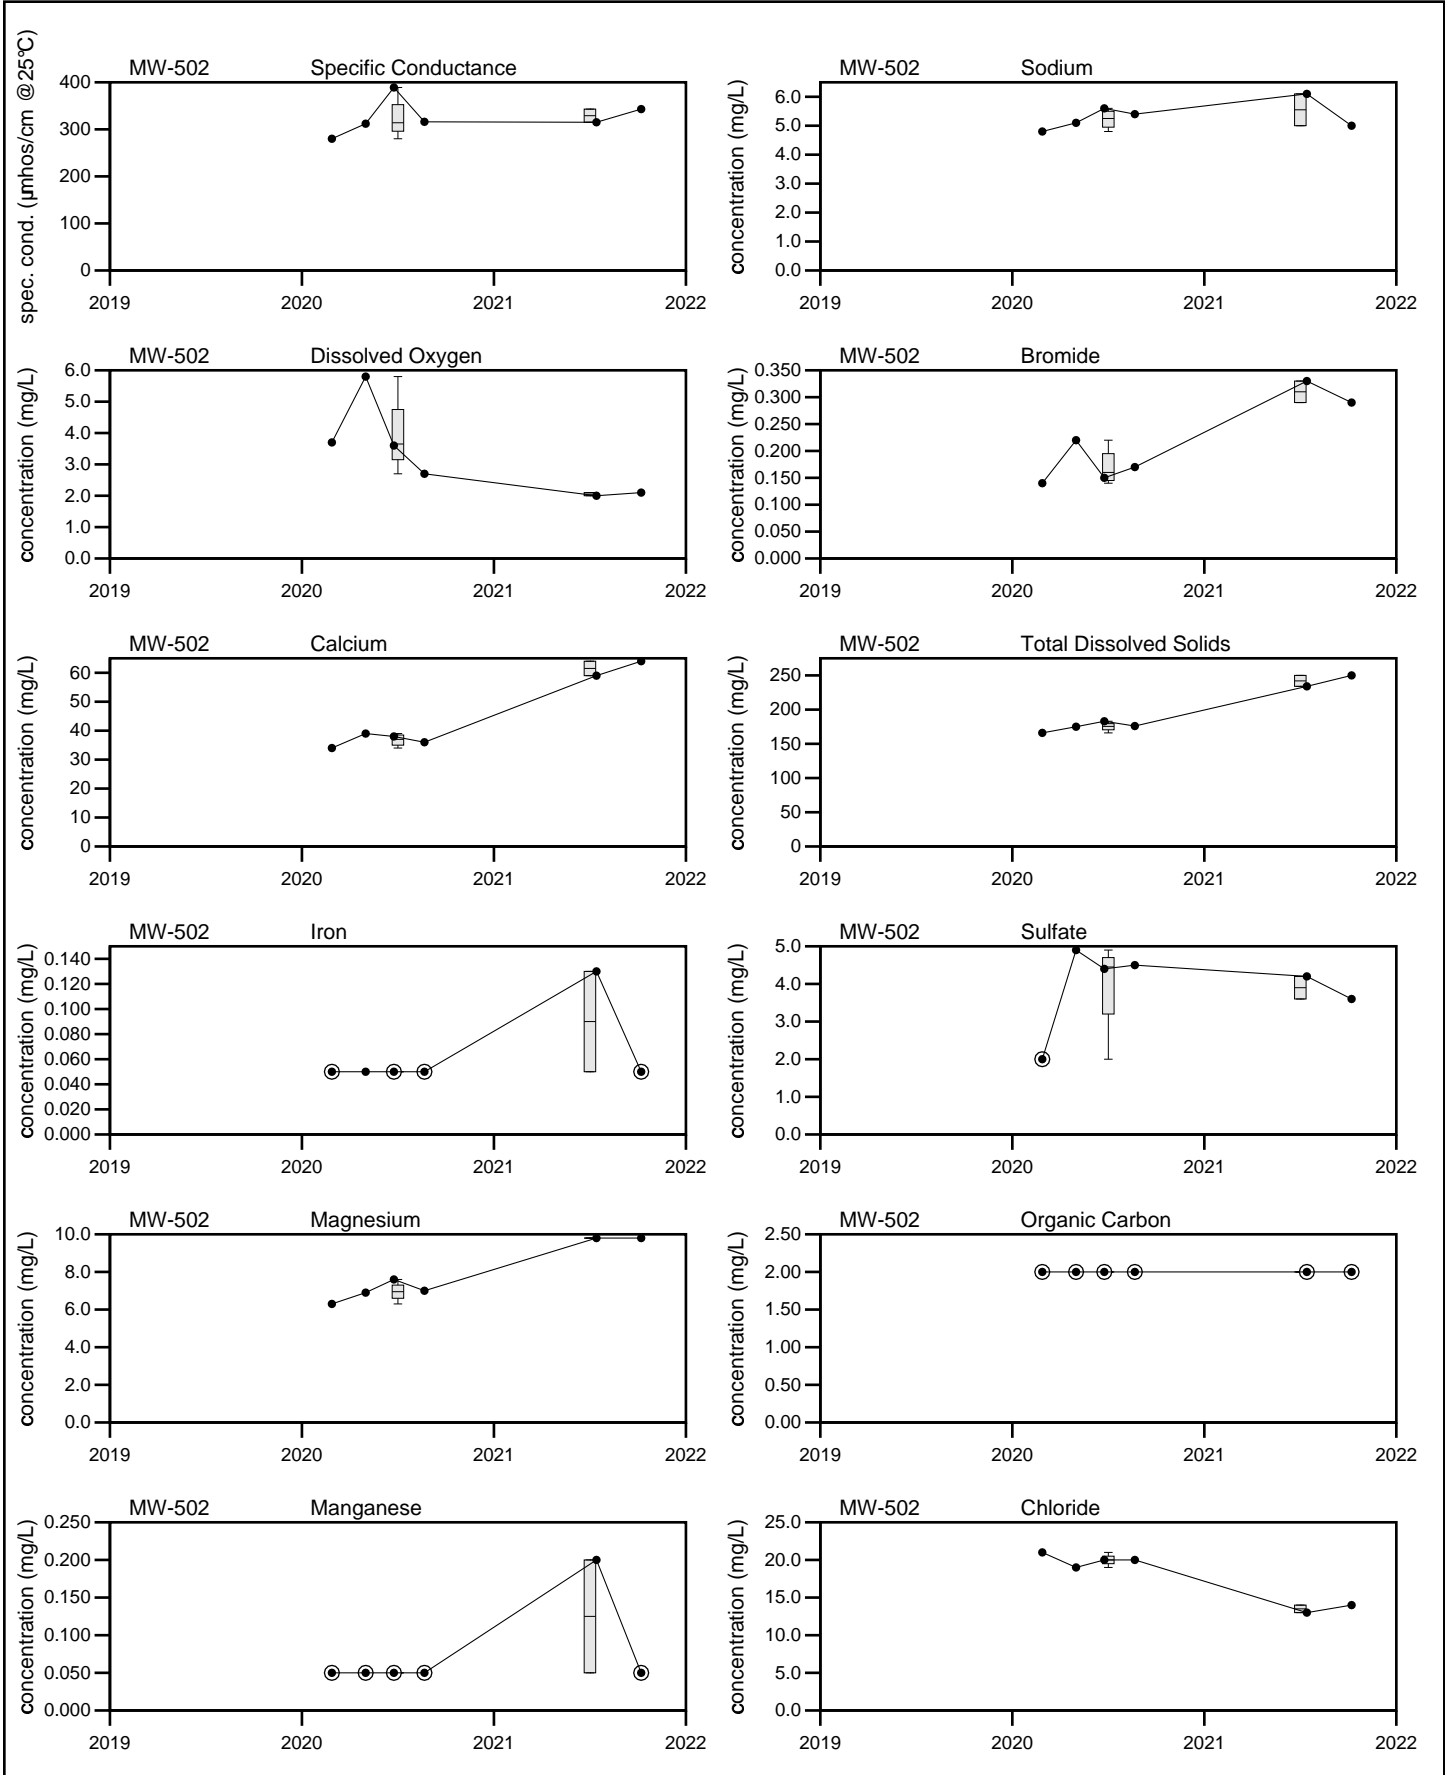 MW-502 Specific Conductance
spec. cond. (µmhos/cm @25°C)
400
300
200
100
0
2019 2020 2021 2022
MW-502 Sodium
concentration (mg/L)
6.0
5.0
4.0
3.0
2.0
1.0
0.0
2019 2020 2021 2022
MW-502 Dissolved Oxygen
concentration (mg/L)
6.0
5.0
4.0
3.0
2.0
1.0
0.0
2019 2020 2021 2022
MW-502 Bromide
concentration (mg/L)
0.350
0.300
0.250
0.200
0.150
0.100
0.050
0.000
2019 2020 2021 2022
MW-502 Calcium
concentration (mg/L)
60
50
40
30
20
10
0
2019 2020 2021 2022
MW-502 Total Dissolved Solids
concentration (mg/L)
250
200
150
100
50
0
2019 2020 2021 2022
MW-502 Iron
concentration (mg/L)
0.140
0.120
0.100
0.080
0.060
0.040
0.020
0.000
2019 2020 2021 2022
MW-502 Sulfate
concentration (mg/L)
5.0
4.0
3.0
2.0
1.0
0.0
2019 2020 2021 2022
MW-502 Magnesium
concentration (mg/L)
10.0
8.0
6.0
4.0
2.0
0.0
2019 2020 2021 2022
MW-502 Organic Carbon
concentration (mg/L)
2.50
2.00
1.50
1.00
0.50
0.00
2019 2020 2021 2022
MW-502 Manganese
concentration (mg/L)
0.250
0.200
0.150
0.100
0.050
0.000
2019 2020 2021 2022
MW-502 Chloride
concentration (mg/L)
25.0
20.0
15.0
10.0
5.0
0.0
2019 2020 2021 2022